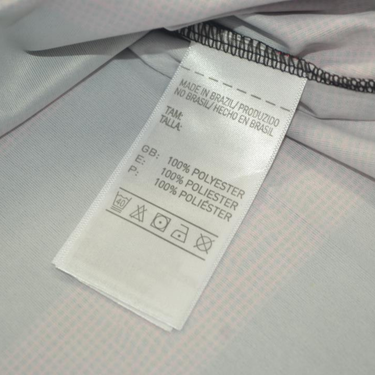 MADE IN BRAZIL/ PRODUZIDO
NO BRASIL/ HECHO EN BRASIL
TAM:
TALLA:
GB: 100% POLYESTER
E: 100% POLIESTER
P: 100% POLIÉSTER
40